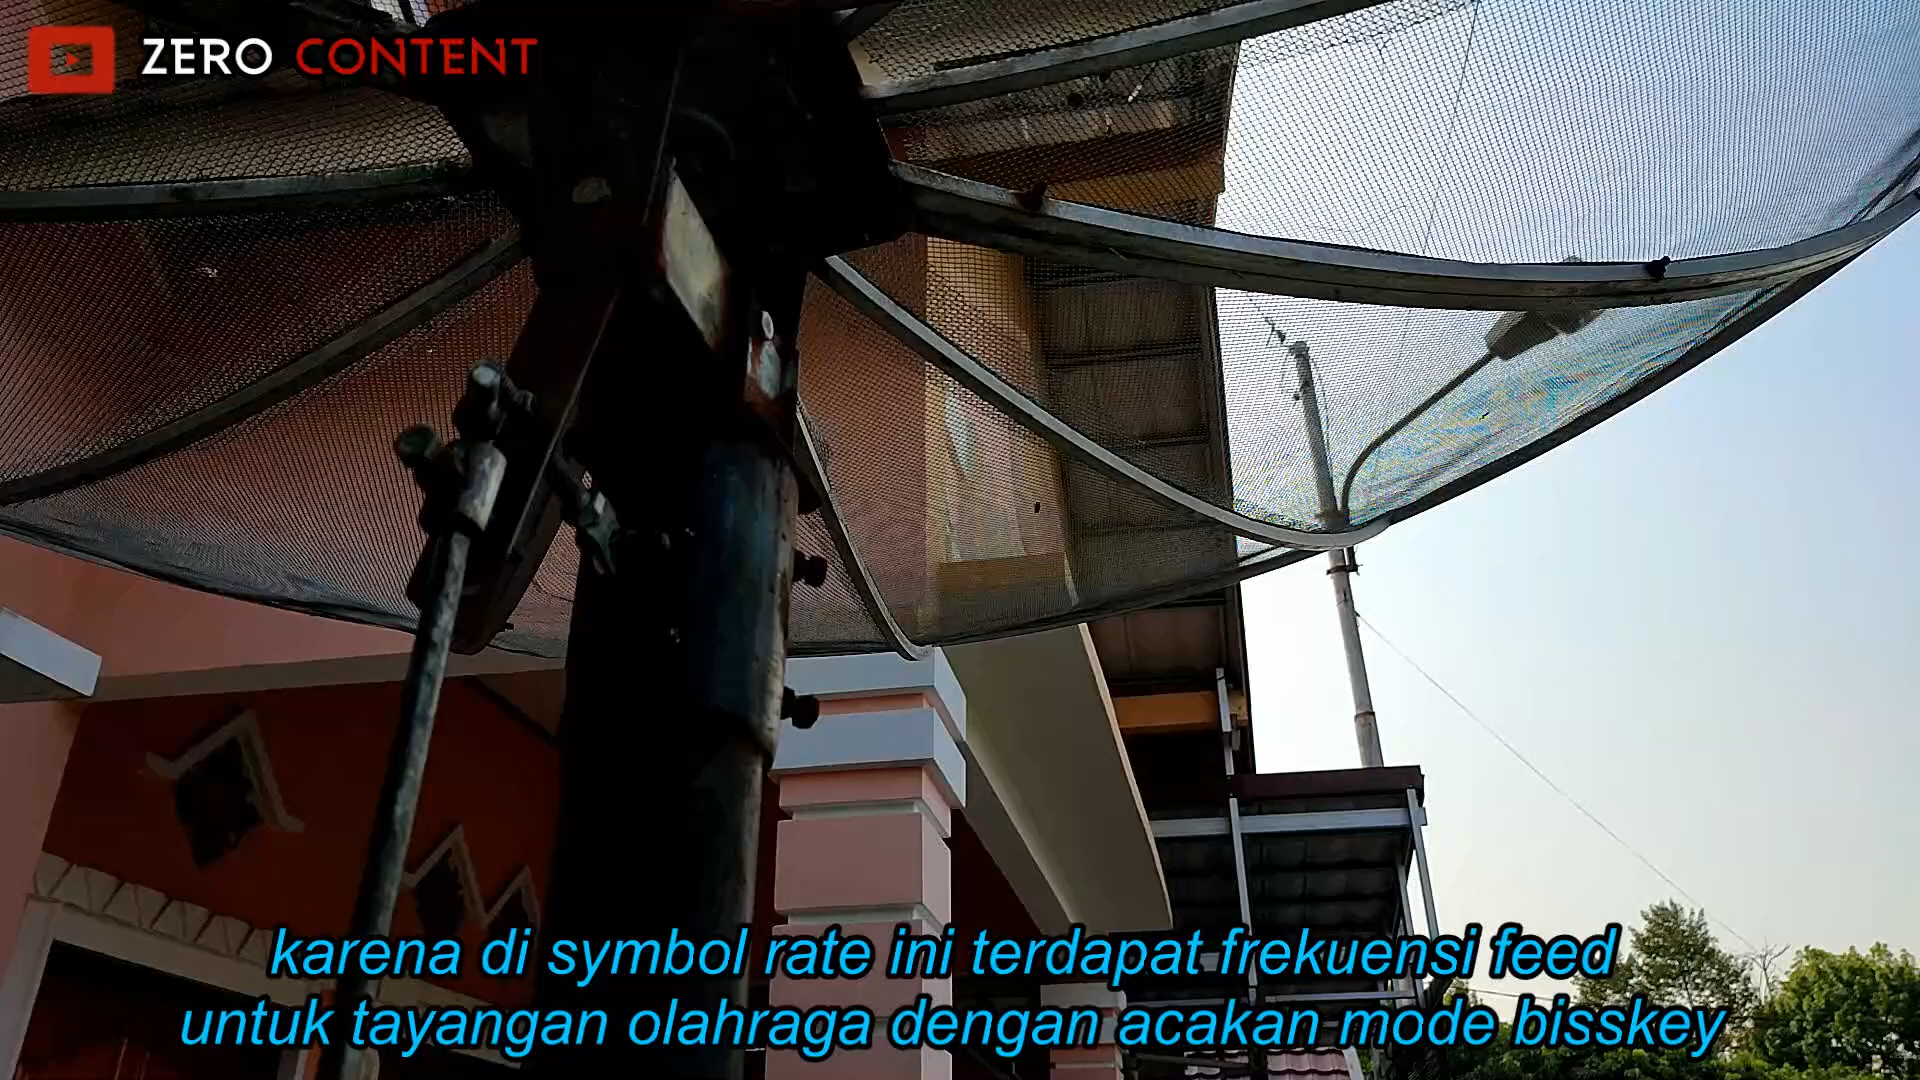 ZERO CONTENT
karena di symbol rate ini terdapat frekuensi feed
untuk tayangan olahraga dengan acakan mode bisskey